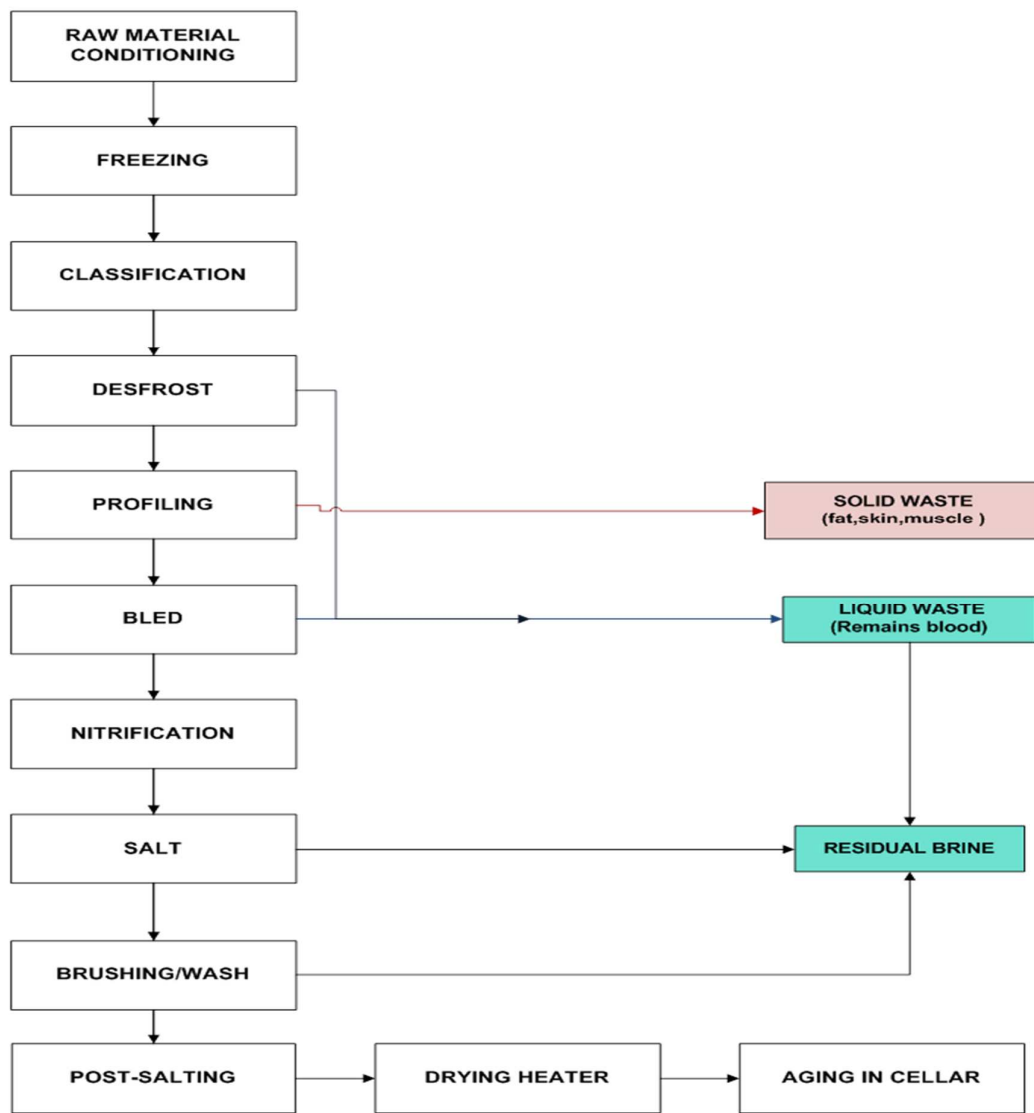 RAW MATERIAL
CONDITIONING
FREEZING
CLASSIFICATION
DESFROST
PROFILING
SOLID WASTE
(fat,skin,muscle )
BLED
LIQUID WASTE
(Remains blood)
NITRIFICATION
SALT
RESIDUAL BRINE
BRUSHING/WASH
POST-SALTING
DRYING HEATER
AGING IN CELLAR